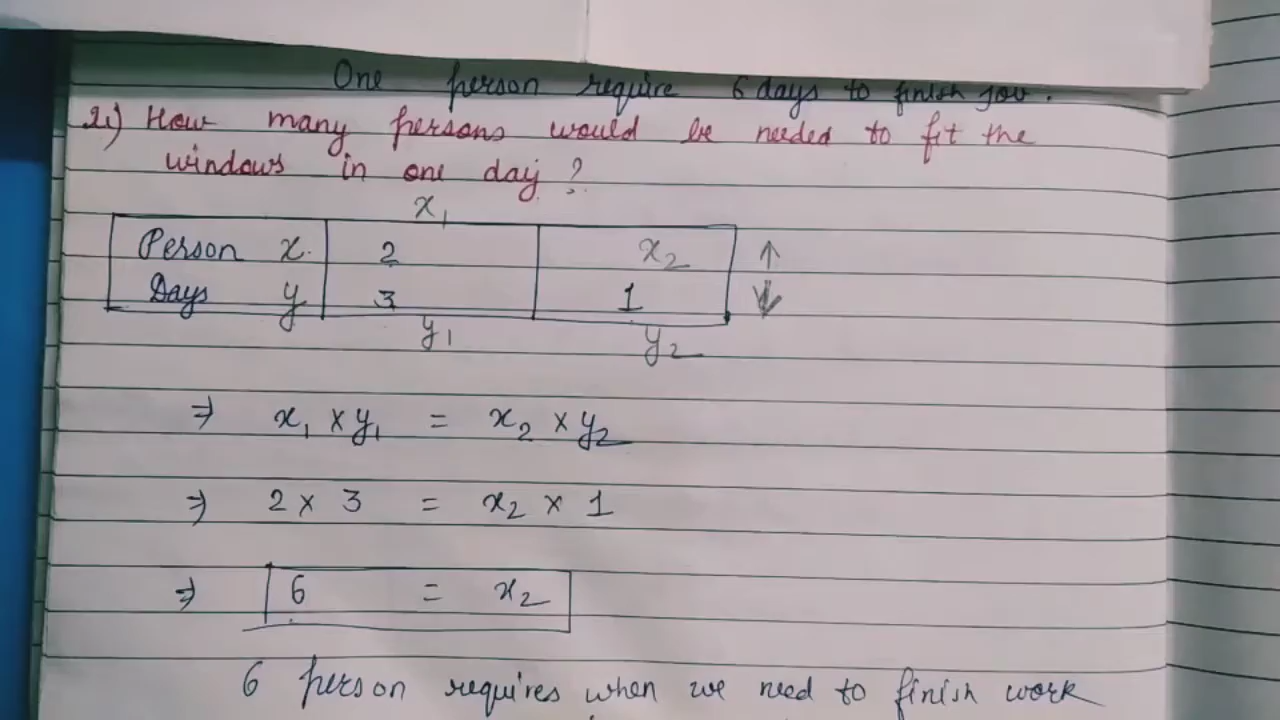 One person require 6 days to finish job.
2i) How many persons would be needed to fit the
windows in one day ?
x₁
Person x. 2 x₂ ↑
Days y 3 1 ↓
y₁ y₂
⇒ x₁ × y₁ = x₂ × y₂
⇒ 2 × 3 = x₂ × 1
⇒ 6 = x₂
6 person requires when we need to finish work